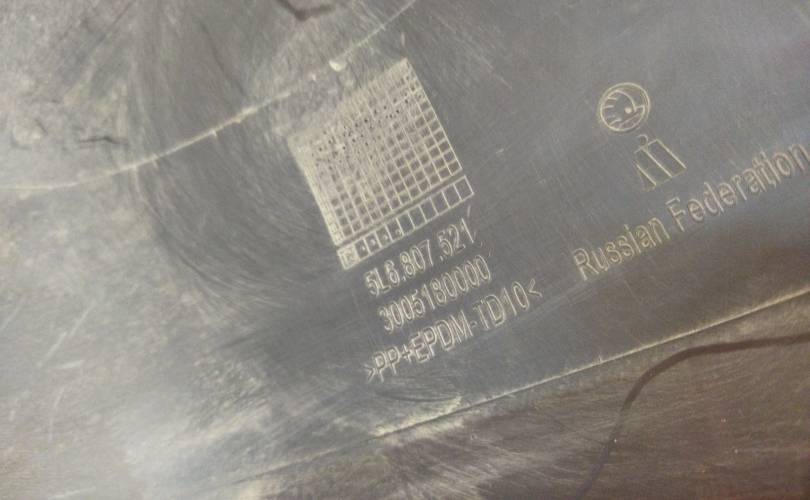 5L6.807.521
3005180000
>PP+EPDM-TD10<
Russian Federation